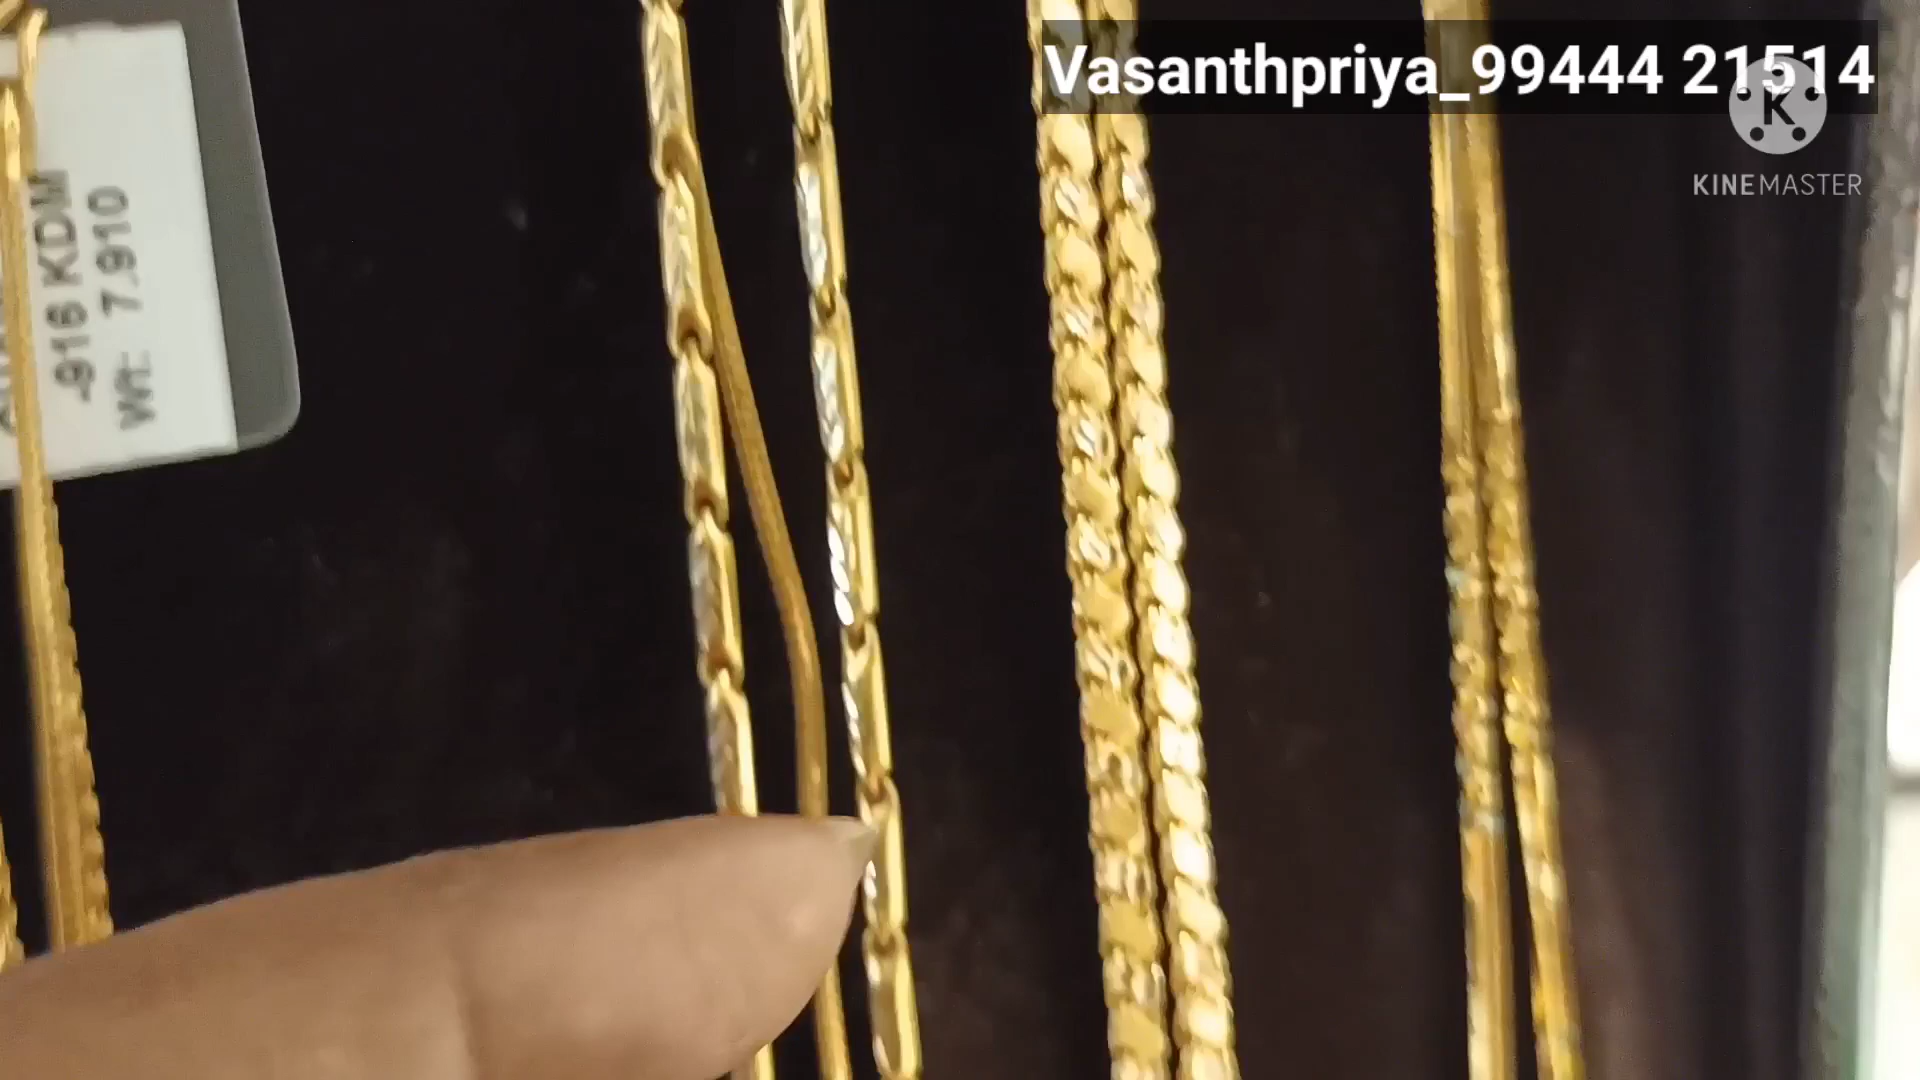 Vasanthpriya_99444 21514
K
KINEMASTER
.916 KDM
Wt: 7.910